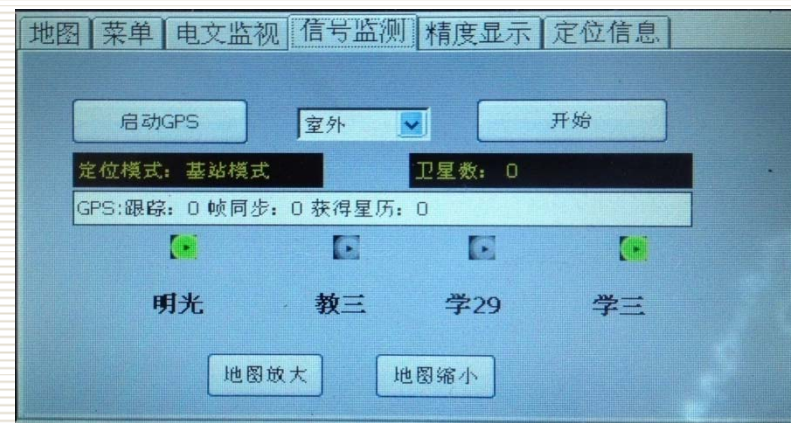 地图 菜单 电文监视 信号监测 精度显示 定位信息
启动GPS 室外 开始
定位模式：基站模式 卫星数：0
GPS:跟踪：0 帧同步：0 获得星历：0
明光 教三 学29 学三
地图放大 地图缩小